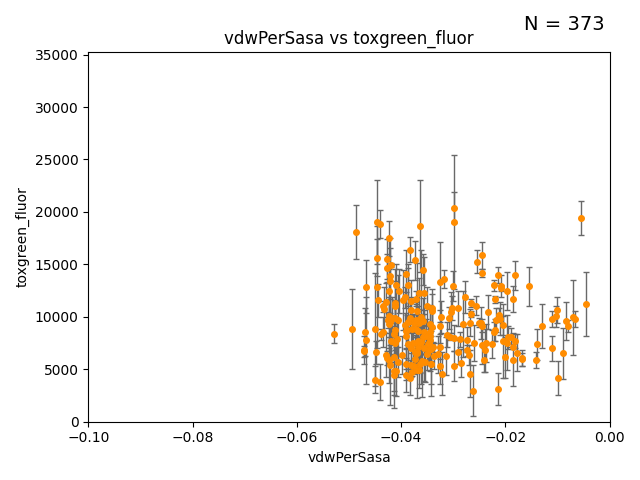 N = 373
vdwPerSasa vs toxgreen_fluor
35000
30000
25000
20000
15000
10000
5000
0
toxgreen_fluor
−0.10 −0.08 −0.06 −0.04 −0.02 0.00
vdwPerSasa